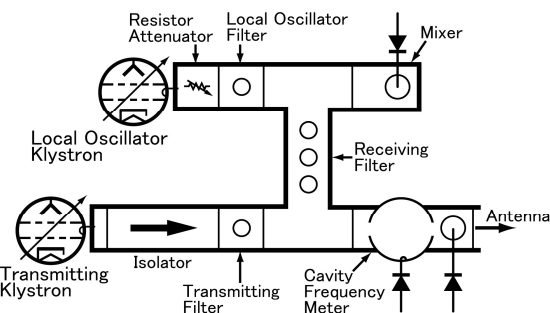 Resistor
Attenuator
Local Oscillator
Filter
Mixer
Local Oscillator
Klystron
Receiving
Filter
Antenna
Transmitting
Klystron
Isolator
Transmitting
Filter
Cavity
Frequency
Meter